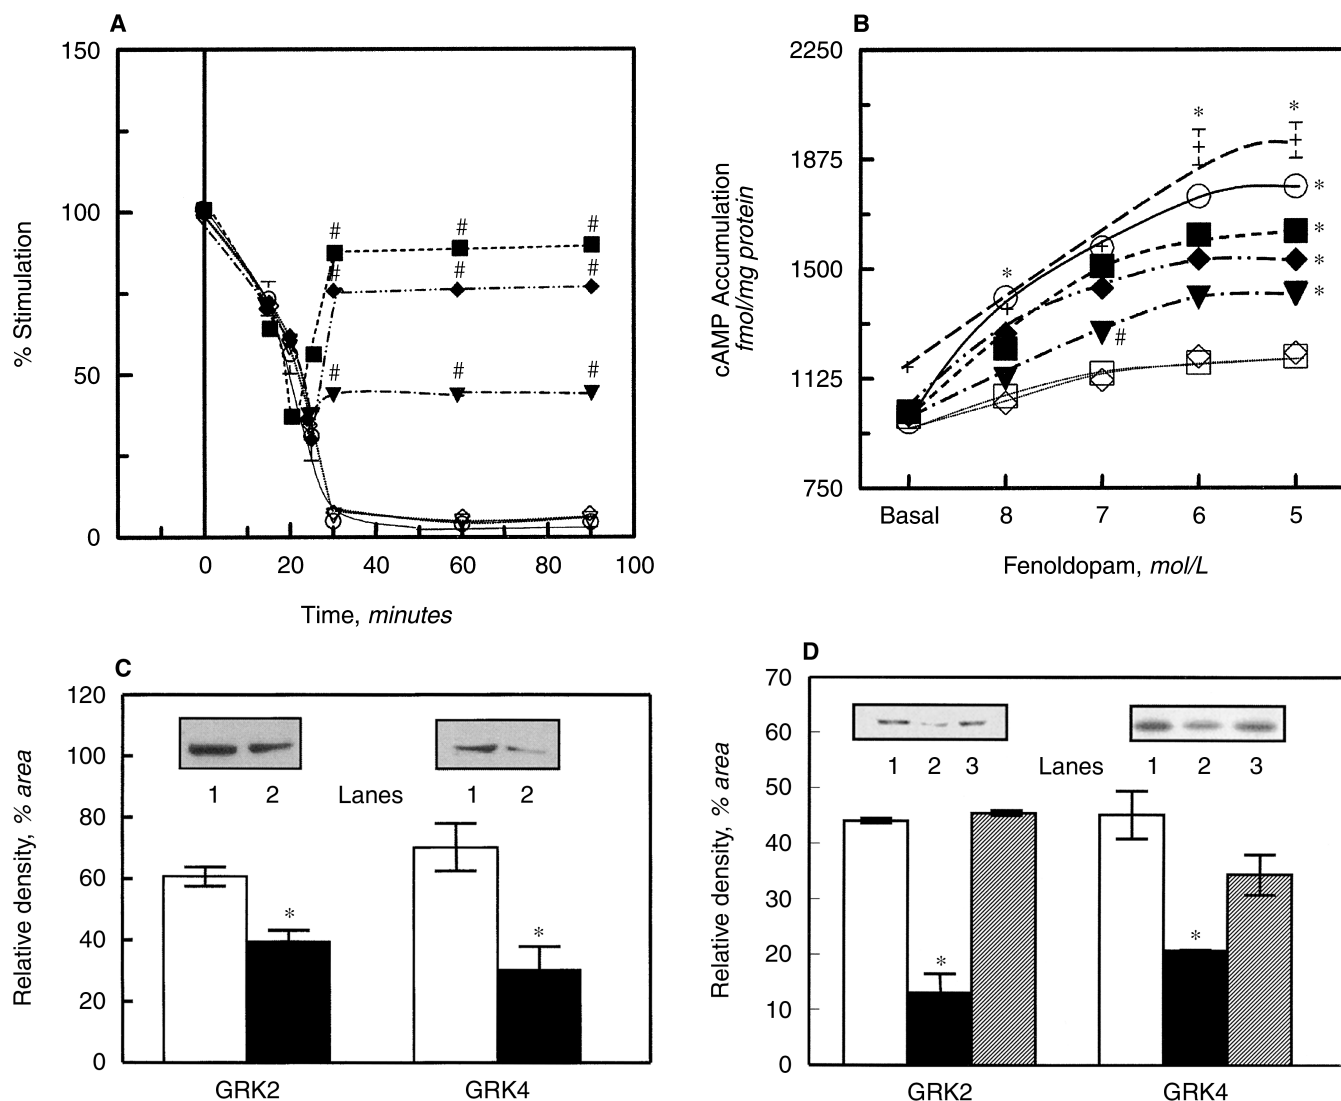 A
150
100
50
0
% Stimulation
# # #
# # #
# # #
0 20 40 60 80 100
Time, minutes
B
2250
1875
1500
1125
750
cAMP Accumulation
fmol/mg protein
* * *
*
*
*
*
*
#
Basal 8 7 6 5
Fenoldopam, mol/L
C
120
100
80
60
40
20
0
Relative density, % area
1 2 Lanes 1 2
* *
GRK2 GRK4
D
70
60
50
40
30
20
10
0
Relative density, % area
1 2 3 Lanes 1 2 3
* *
GRK2 GRK4